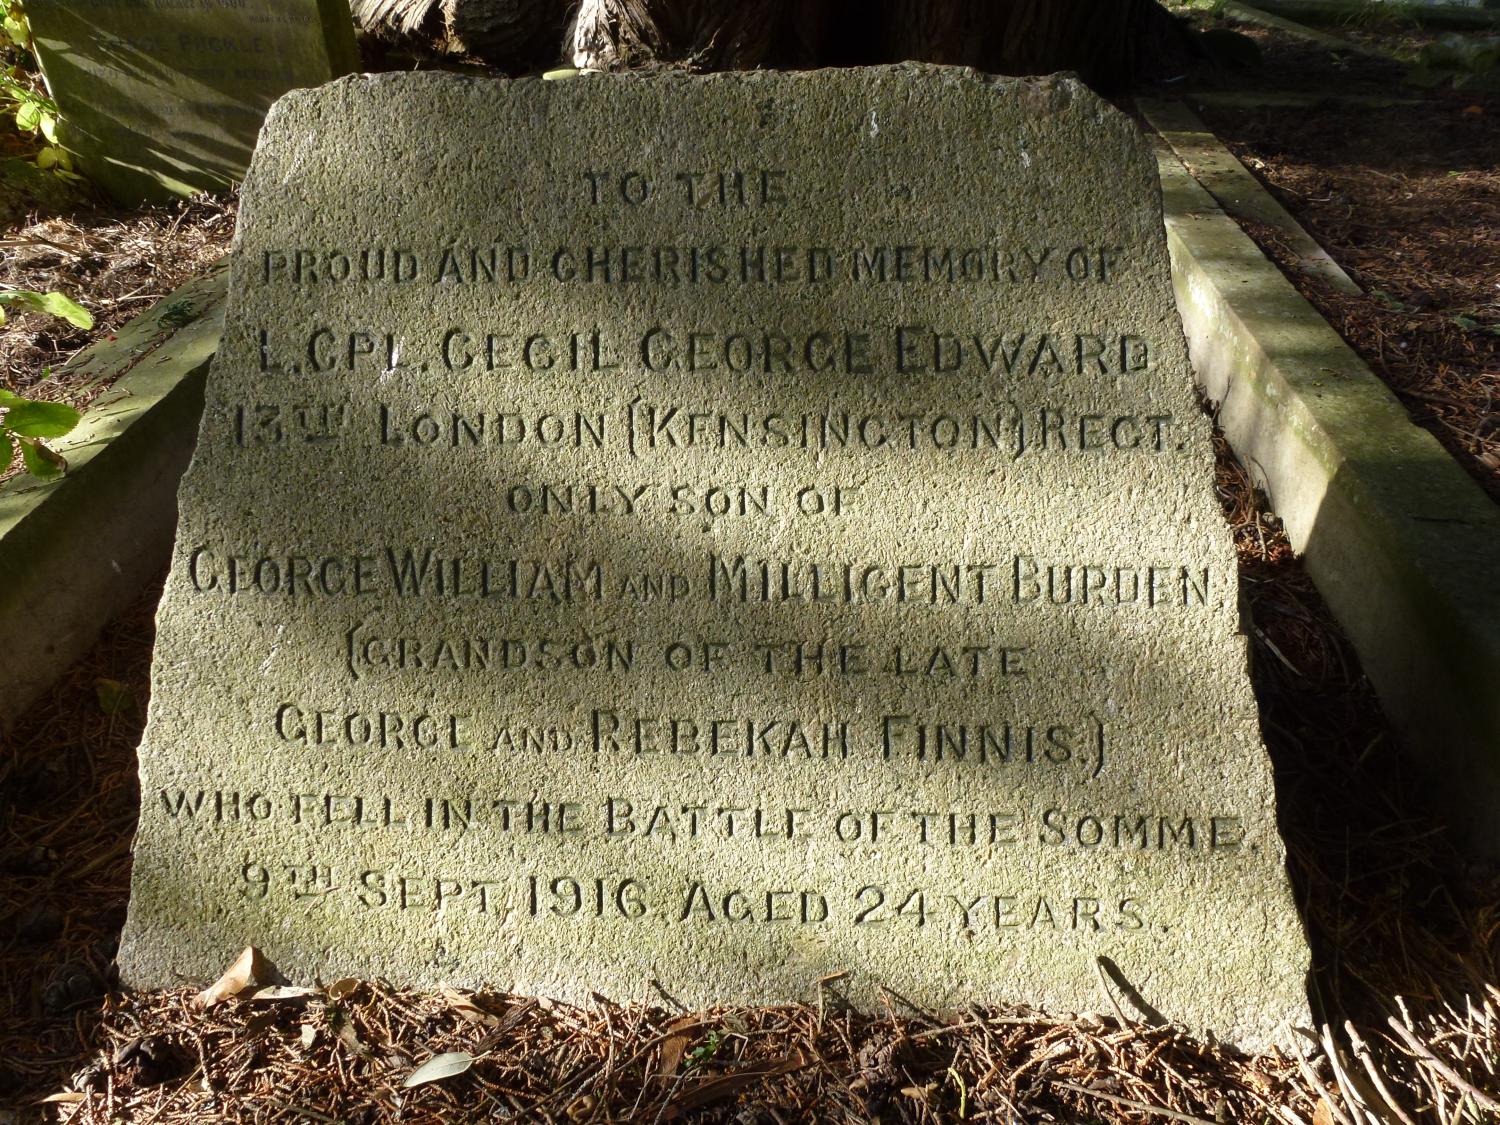 PUCKLE
TO THE
PROUD AND CHERISHED MEMORY OF
L.CPL. CECIL GEORGE EDWARD
13TH LONDON (KENSINGTON) REGT.
ONLY SON OF
GEORGE WILLIAM AND MILLIGENT BURDEN,
(GRANDSON OF THE LATE
GEORGE AND REBEKAH FINNIS.)
WHO FELL IN THE BATTLE OF THE SOMME.
9TH SEPT. 1916. AGED 24 YEARS.